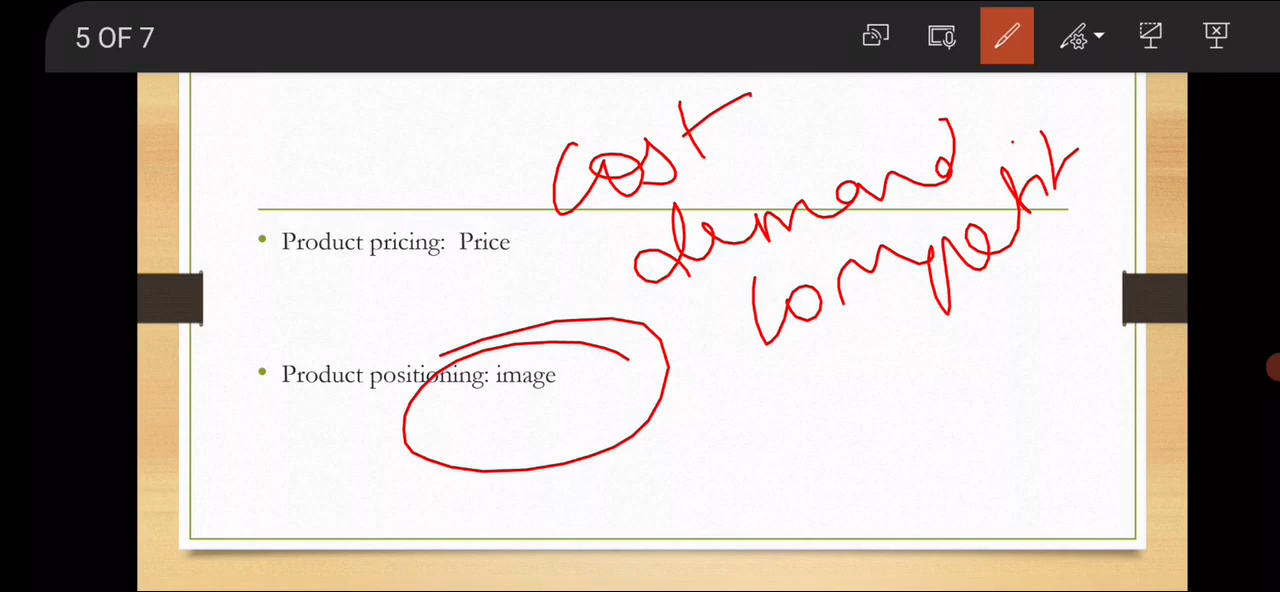 5 OF 7
cost
demand
competit
• Product pricing: Price
• Product positioning: image